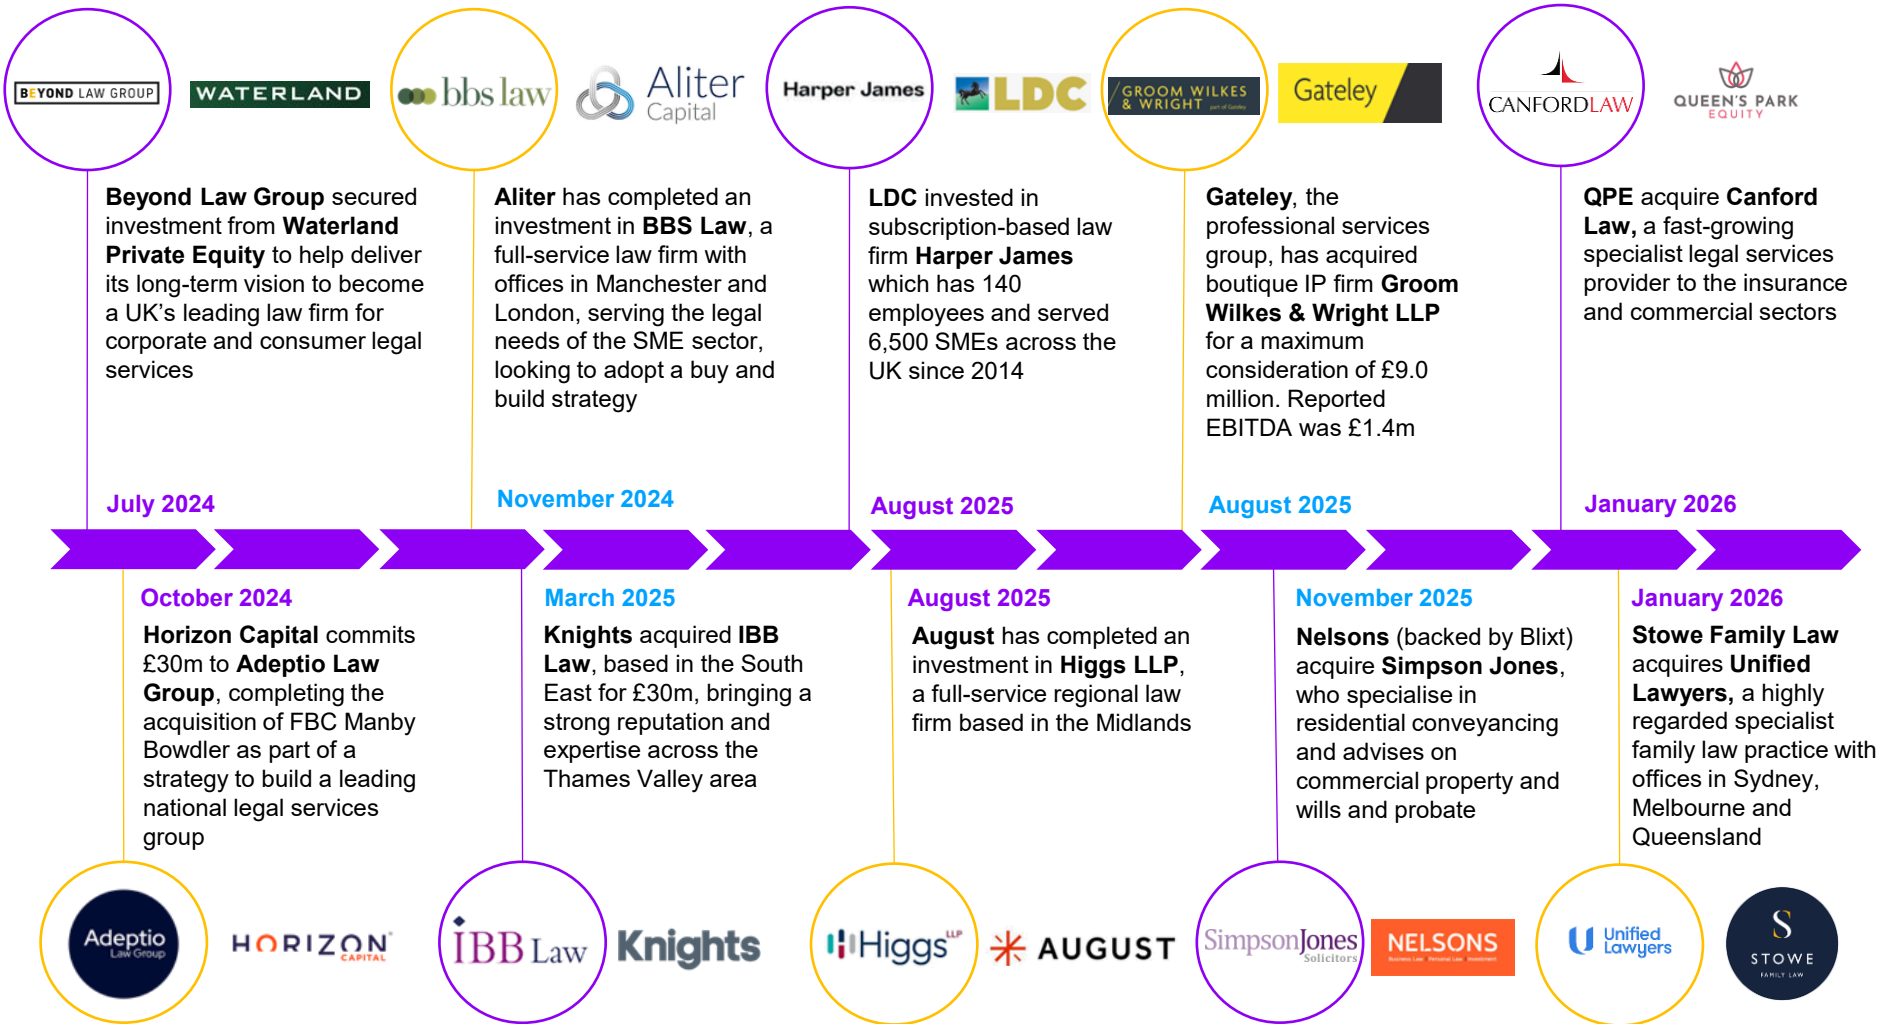 BEYOND LAW GROUP
WATERLAND
bbs law
Aliter
Capital
Harper James
LDC
GROOM WILKES
& WRIGHT part of Gateley
Gateley
CANFORDLAW
QUEEN'S PARK
EQUITY
Beyond Law Group secured
investment from Waterland
Private Equity to help deliver
its long-term vision to become
a UK's leading law firm for
corporate and consumer legal
services
Aliter has completed an
investment in BBS Law, a
full-service law firm with
offices in Manchester and
London, serving the legal
needs of the SME sector,
looking to adopt a buy and
build strategy
LDC invested in
subscription-based law
firm Harper James
which has 140
employees and served
6,500 SMEs across the
UK since 2014
Gateley, the
professional services
group, has acquired
boutique IP firm Groom
Wilkes & Wright LLP
for a maximum
consideration of £9.0
million. Reported
EBITDA was £1.4m
QPE acquire Canford
Law, a fast-growing
specialist legal services
provider to the insurance
and commercial sectors
July 2024
November 2024
August 2025
August 2025
January 2026
October 2024
Horizon Capital commits
£30m to Adeptio Law
Group, completing the
acquisition of FBC Manby
Bowdler as part of a
strategy to build a leading
national legal services
group
March 2025
Knights acquired IBB
Law, based in the South
East for £30m, bringing a
strong reputation and
expertise across the
Thames Valley area
August 2025
August has completed an
investment in Higgs LLP,
a full-service regional law
firm based in the Midlands
November 2025
Nelsons (backed by Blixt)
acquire Simpson Jones,
who specialise in
residential conveyancing
and advises on
commercial property and
wills and probate
January 2026
Stowe Family Law
acquires Unified
Lawyers, a highly
regarded specialist
family law practice with
offices in Sydney,
Melbourne and
Queensland
Adeptio
Law Group
HORIZON
CAPITAL
iBB Law
Knights
Higgs LLP
AUGUST
SimpsonJones
Solicitors
NELSONS
Business Law Personal Law Investment
Unified
Lawyers
S
STOWE
FAMILY LAW